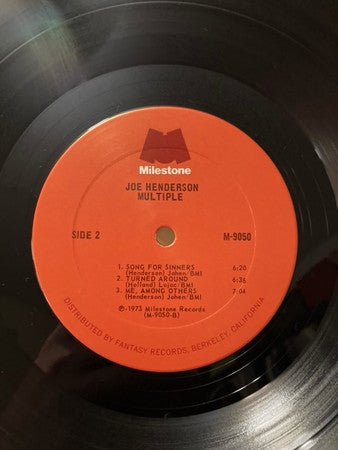 Milestone
JOE HENDERSON
MULTIPLE
SIDE 2
M-9050
1. SONG FOR SINNERS 6:20
(Henderson) Johen/BMI
2. TURNED AROUND 6:36
(Holland) Lojac/BMI
3. ME, AMONG OTHERS 7:04
(Henderson) Johen/BMI
℗1973 Milestone Records
(M-9050-B)
DISTRIBUTED BY FANTASY RECORDS, BERKELEY, CALIFORNIA